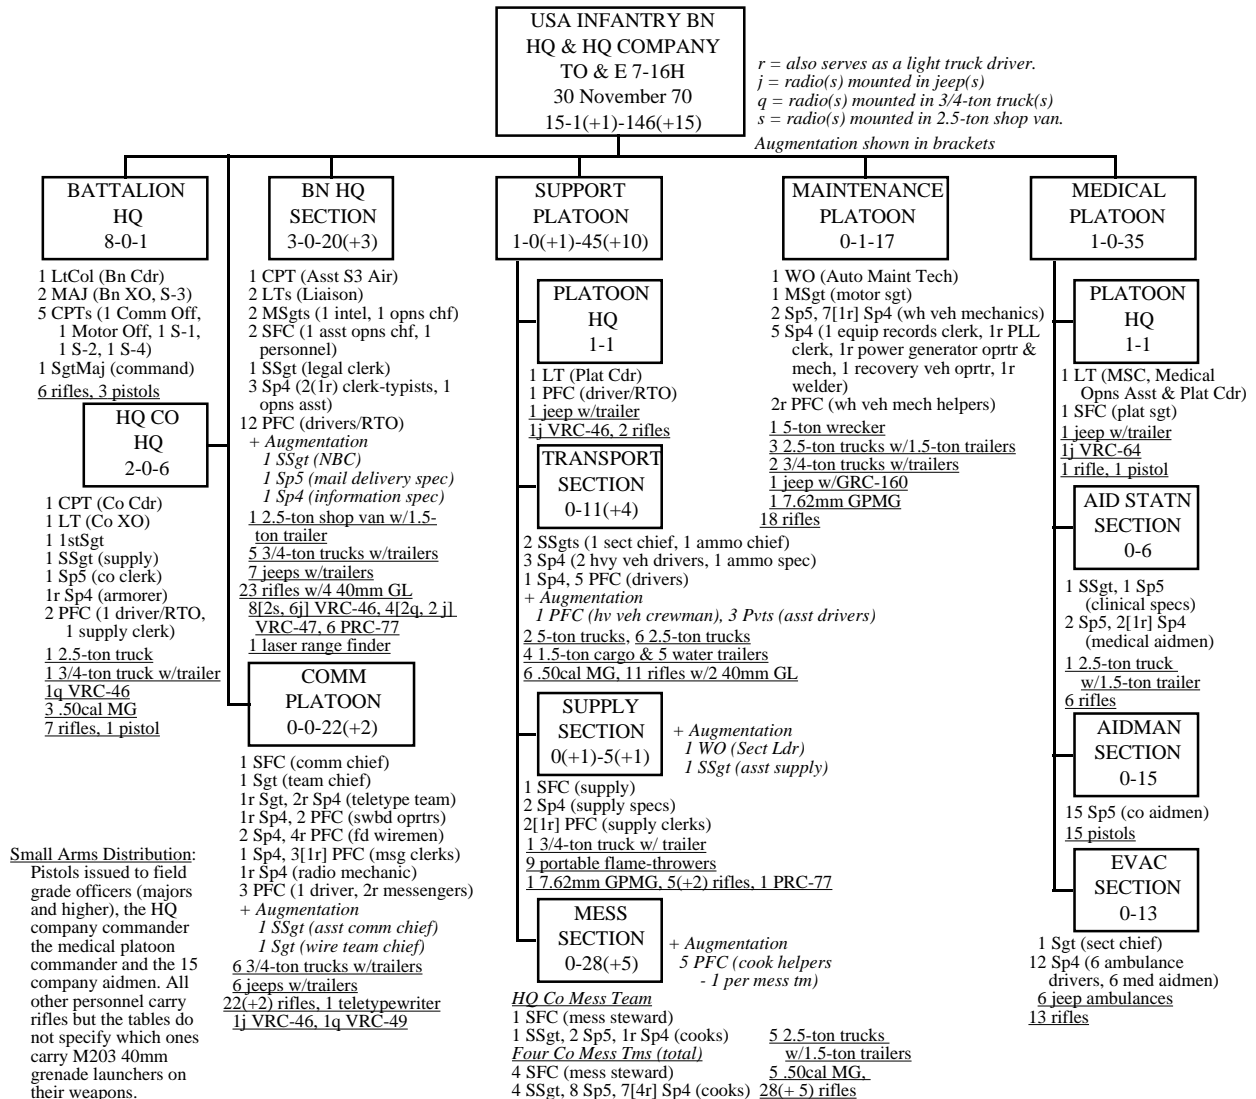 USA INFANTRY BN
HQ & HQ COMPANY
TO & E 7-16H
30 November 70
15-1(+1)-146(+15)
r = also serves as a light truck driver.
j = radio(s) mounted in jeep(s)
q = radio(s) mounted in 3/4-ton truck(s)
s = radio(s) mounted in 2.5-ton shop van.
Augmentation shown in brackets
BATTALION
HQ
8-0-1
1 LtCol (Bn Cdr)
2 MAJ (Bn XO, S-3)
5 CPTs (1 Comm Off,
1 Motor Off, 1 S-1,
1 S-2, 1 S-4)
1 SgtMaj (command)
6 rifles, 3 pistols
HQ CO
HQ
2-0-6
1 CPT (Co Cdr)
1 LT (Co XO)
1 1stSgt
1 SSgt (supply)
1 Sp5 (co clerk)
1r Sp4 (armorer)
2 PFC (1 driver/RTO,
1 supply clerk)
1 2.5-ton truck
1 3/4-ton truck w/trailer
1q VRC-46
3 .50cal MG
7 rifles, 1 pistol
BN HQ
SECTION
3-0-20(+3)
1 CPT (Asst S3 Air)
2 LTs (Liaison)
2 MSgts (1 intel, 1 opns chf)
2 SFC (1 asst opns chf, 1
personnel)
1 SSgt (legal clerk)
3 Sp4 (2(1r) clerk-typists, 1
opns asst)
12 PFC (drivers/RTO)
+ Augmentation
1 SSgt (NBC)
1 Sp5 (mail delivery spec)
1 Sp4 (information spec)
1 2.5-ton shop van w/1.5-
ton trailer
5 3/4-ton trucks w/trailers
7 jeeps w/trailers
23 rifles w/4 40mm GL
8[2s, 6j] VRC-46, 4[2q, 2 j]
VRC-47, 6 PRC-77
1 laser range finder
COMM
PLATOON
0-0-22(+2)
1 SFC (comm chief)
1 Sgt (team chief)
1r Sgt, 2r Sp4 (teletype team)
1r Sp4, 2 PFC (swbd oprtrs)
2 Sp4, 4r PFC (fd wiremen)
1 Sp4, 3[1r] PFC (msg clerks)
1r Sp4 (radio mechanic)
3 PFC (1 driver, 2r messengers)
+ Augmentation
1 SSgt (asst comm chief)
1 Sgt (wire team chief)
6 3/4-ton trucks w/trailers
6 jeeps w/trailers
22(+2) rifles, 1 teletypewriter
1j VRC-46, 1q VRC-49
SUPPORT
PLATOON
1-0(+1)-45(+10)
PLATOON
HQ
1-1
1 LT (Plat Cdr)
1 PFC (driver/RTO)
1 jeep w/trailer
1j VRC-46, 2 rifles
TRANSPORT
SECTION
0-11(+4)
2 SSgts (1 sect chief, 1 ammo chief)
3 Sp4 (2 hvy veh drivers, 1 ammo spec)
1 Sp4, 5 PFC (drivers)
+ Augmentation
1 PFC (hv veh crewman), 3 Pvts (asst drivers)
2 5-ton trucks, 6 2.5-ton trucks
4 1.5-ton cargo & 5 water trailers
6 .50cal MG, 11 rifles w/2 40mm GL
SUPPLY
SECTION
0(+1)-5(+1)
+ Augmentation
1 WO (Sect Ldr)
1 SSgt (asst supply)
1 SFC (supply)
2 Sp4 (supply specs)
2[1r] PFC (supply clerks)
1 3/4-ton truck w/ trailer
9 portable flame-throwers
1 7.62mm GPMG, 5(+2) rifles, 1 PRC-77
MESS
SECTION
0-28(+5)
+ Augmentation
5 PFC (cook helpers
- 1 per mess tm)
HQ Co Mess Team
1 SFC (mess steward)
1 SSgt, 2 Sp5, 1r Sp4 (cooks)
Four Co Mess Tms (total)
4 SFC (mess steward)
4 SSgt, 8 Sp5, 7[4r] Sp4 (cooks)
5 2.5-ton trucks
w/1.5-ton trailers
5 .50cal MG,
28(+ 5) rifles
MAINTENANCE
PLATOON
0-1-17
1 WO (Auto Maint Tech)
1 MSgt (motor sgt)
2 Sp5, 7[1r] Sp4 (wh veh mechanics)
5 Sp4 (1 equip records clerk, 1r PLL
clerk, 1r power generator oprtr &
mech, 1 recovery veh oprtr, 1r
welder)
2r PFC (wh veh mech helpers)
1 5-ton wrecker
3 2.5-ton trucks w/1.5-ton trailers
2 3/4-ton trucks w/trailers
1 jeep w/GRC-160
1 7.62mm GPMG
18 rifles
MEDICAL
PLATOON
1-0-35
PLATOON
HQ
1-1
1 LT (MSC, Medical
Opns Asst & Plat Cdr)
1 SFC (plat sgt)
1 jeep w/trailer
1j VRC-64
1 rifle, 1 pistol
AID STATN
SECTION
0-6
1 SSgt, 1 Sp5
(clinical specs)
2 Sp5, 2[1r] Sp4
(medical aidmen)
1 2.5-ton truck
w/1.5-ton trailer
6 rifles
AIDMAN
SECTION
0-15
15 Sp5 (co aidmen)
15 pistols
EVAC
SECTION
0-13
1 Sgt (sect chief)
12 Sp4 (6 ambulance
drivers, 6 med aidmen)
6 jeep ambulances
13 rifles
Small Arms Distribution:
Pistols issued to field
grade officers (majors
and higher), the HQ
company commander
the medical platoon
commander and the 15
company aidmen. All
other personnel carry
rifles but the tables do
not specify which ones
carry M203 40mm
grenade launchers on
their weapons.